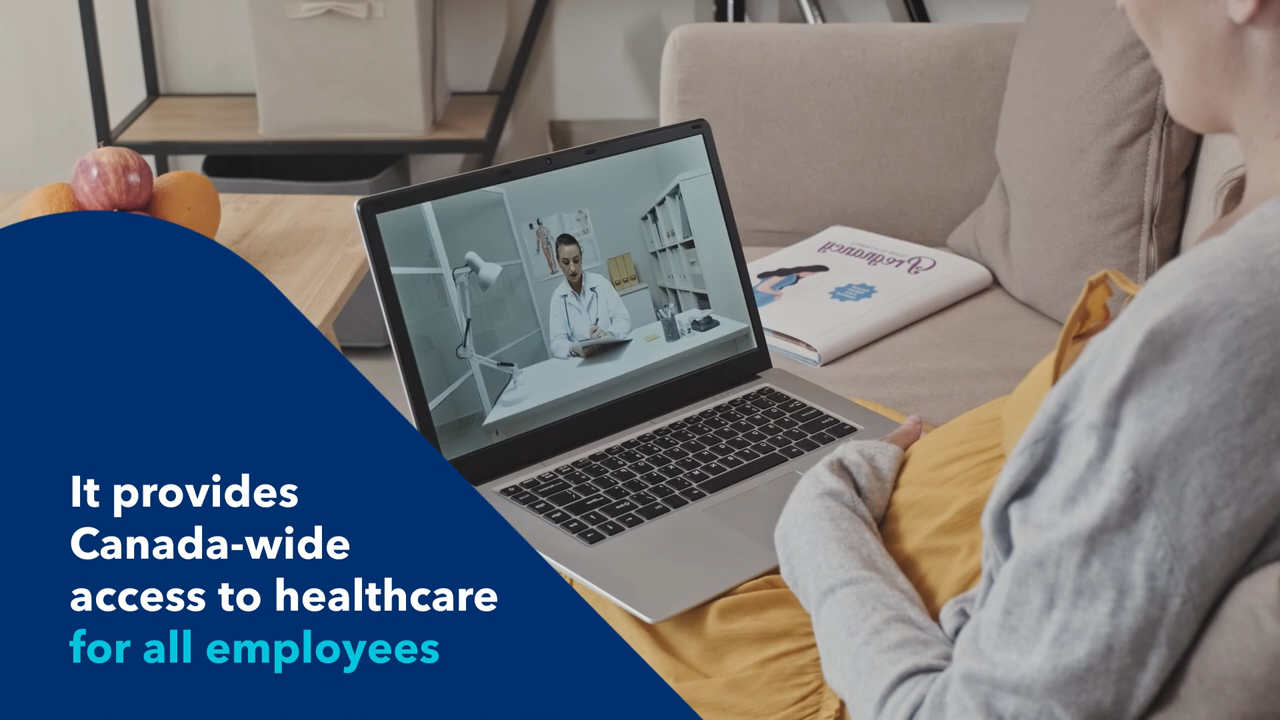 It provides
Canada-wide
access to healthcare
for all employees